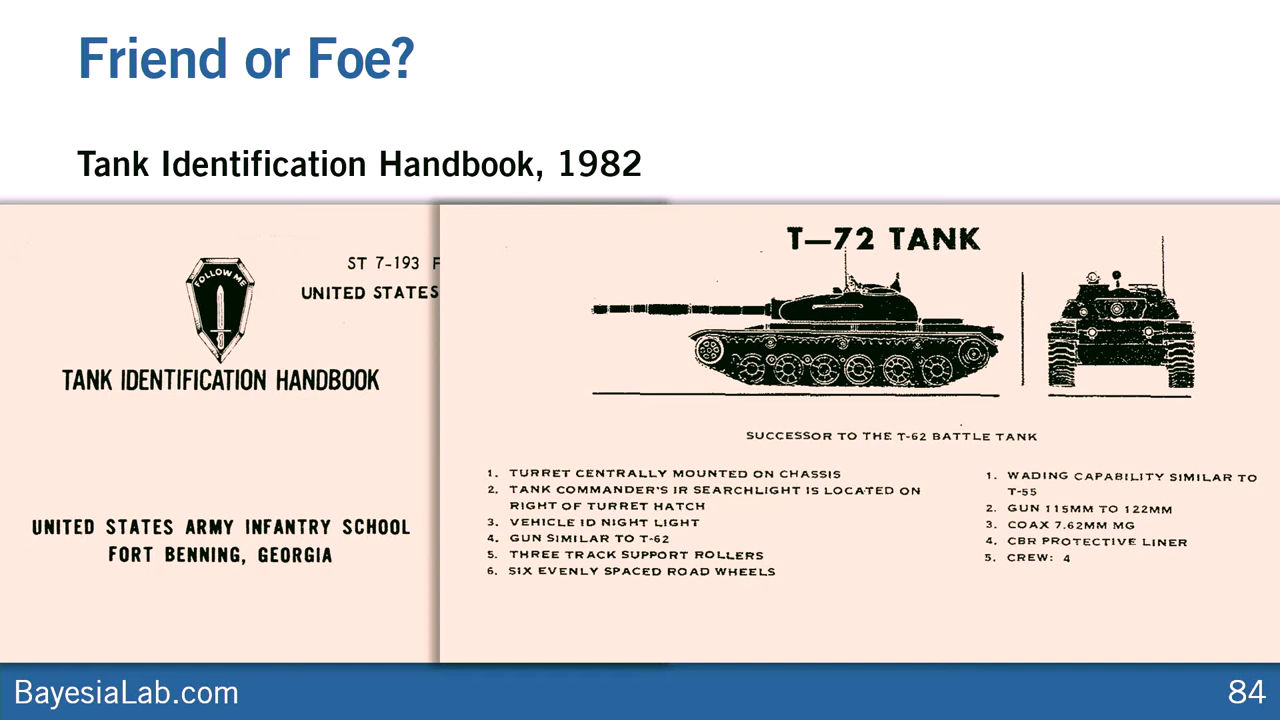 Friend or Foe?
Tank Identification Handbook, 1982
FOLLOW ME
ST 7-193 F
UNITED STATES
TANK IDENTIFICATION HANDBOOK
UNITED STATES ARMY INFANTRY SCHOOL
FORT BENNING, GEORGIA
T—72 TANK
SUCCESSOR TO THE T-62 BATTLE TANK
1. TURRET CENTRALLY MOUNTED ON CHASSIS
2. TANK COMMANDER'S IR SEARCHLIGHT IS LOCATED ON
RIGHT OF TURRET HATCH
3. VEHICLE ID NIGHT LIGHT
4. GUN SIMILAR TO T-62
5. THREE TRACK SUPPORT ROLLERS
6. SIX EVENLY SPACED ROAD WHEELS
1. WADING CAPABILITY SIMILAR TO
T-55
2. GUN 115MM TO 122MM
3. COAX 7.62MM MG
4. CBR PROTECTIVE LINER
5. CREW: 4
BayesiaLab.com
84